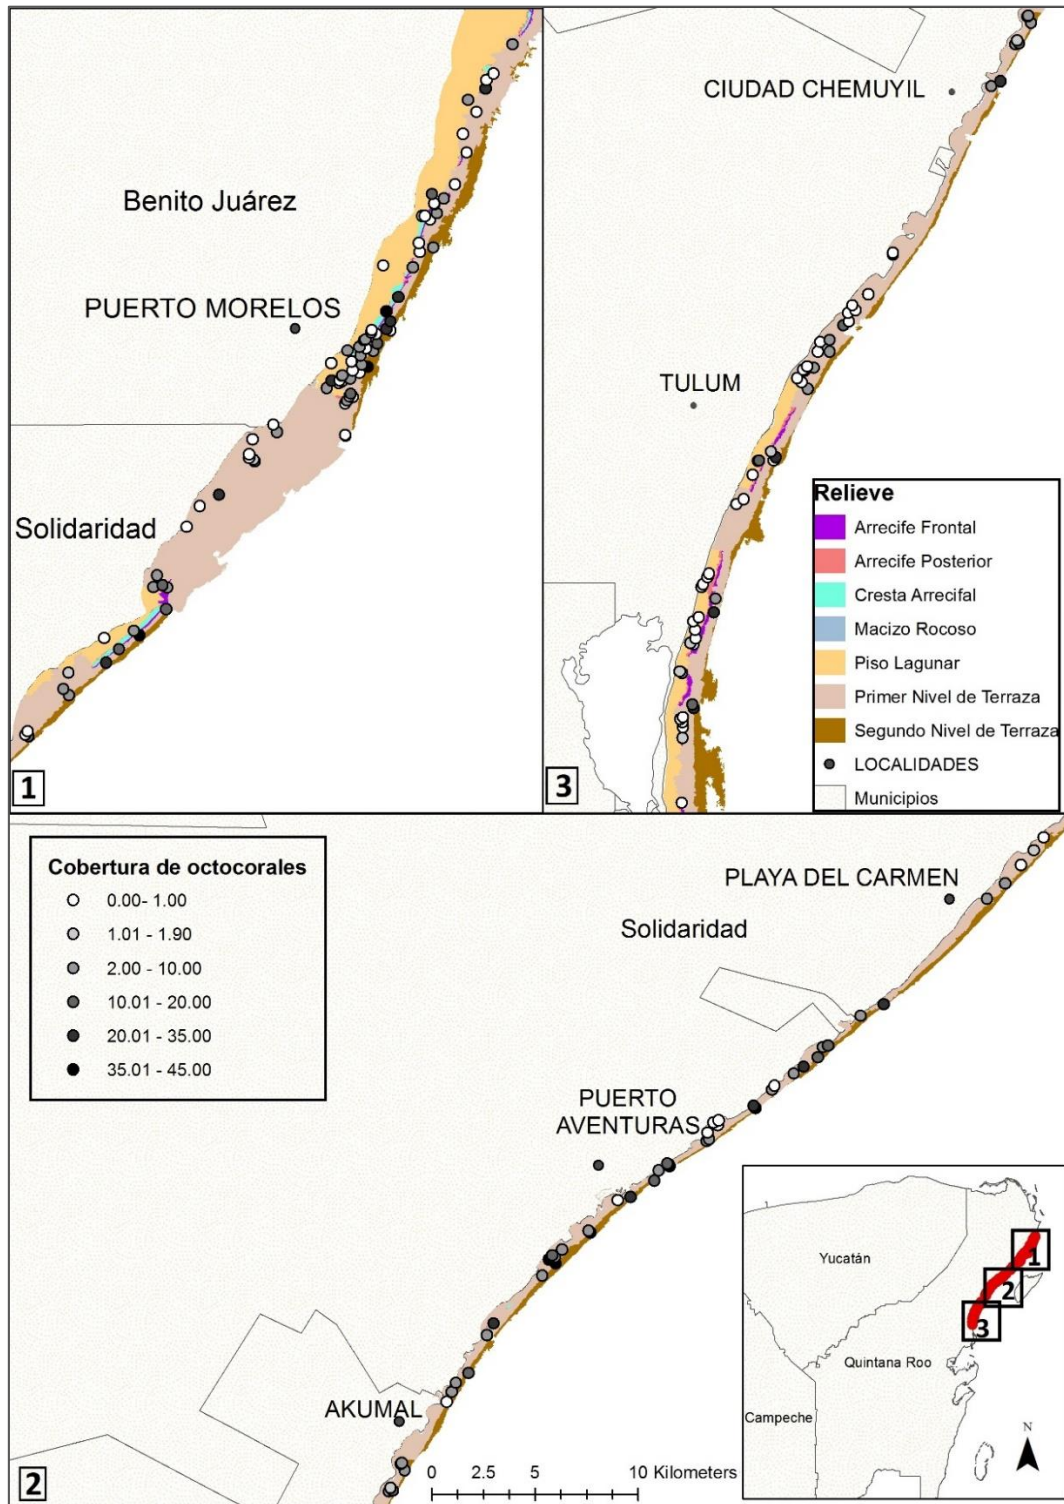 Benito Juárez
PUERTO MORELOS
Solidaridad
1
CIUDAD CHEMUYIL
TULUM
3
Relieve
Arrecife Frontal
Arrecife Posterior
Cresta Arrecifal
Macizo Rocoso
Piso Lagunar
Primer Nivel de Terraza
Segundo Nivel de Terraza
LOCALIDADES
Municipios
Cobertura de octocorales
0.00- 1.00
1.01 - 1.90
2.00 - 10.00
10.01 - 20.00
20.01 - 35.00
35.01 - 45.00
PLAYA DEL CARMEN
Solidaridad
PUERTO
AVENTURAS
AKUMAL
2
0 2.5 5 10 Kilometers
Yucatán
1
2
3
Quintana Roo
Campeche
N